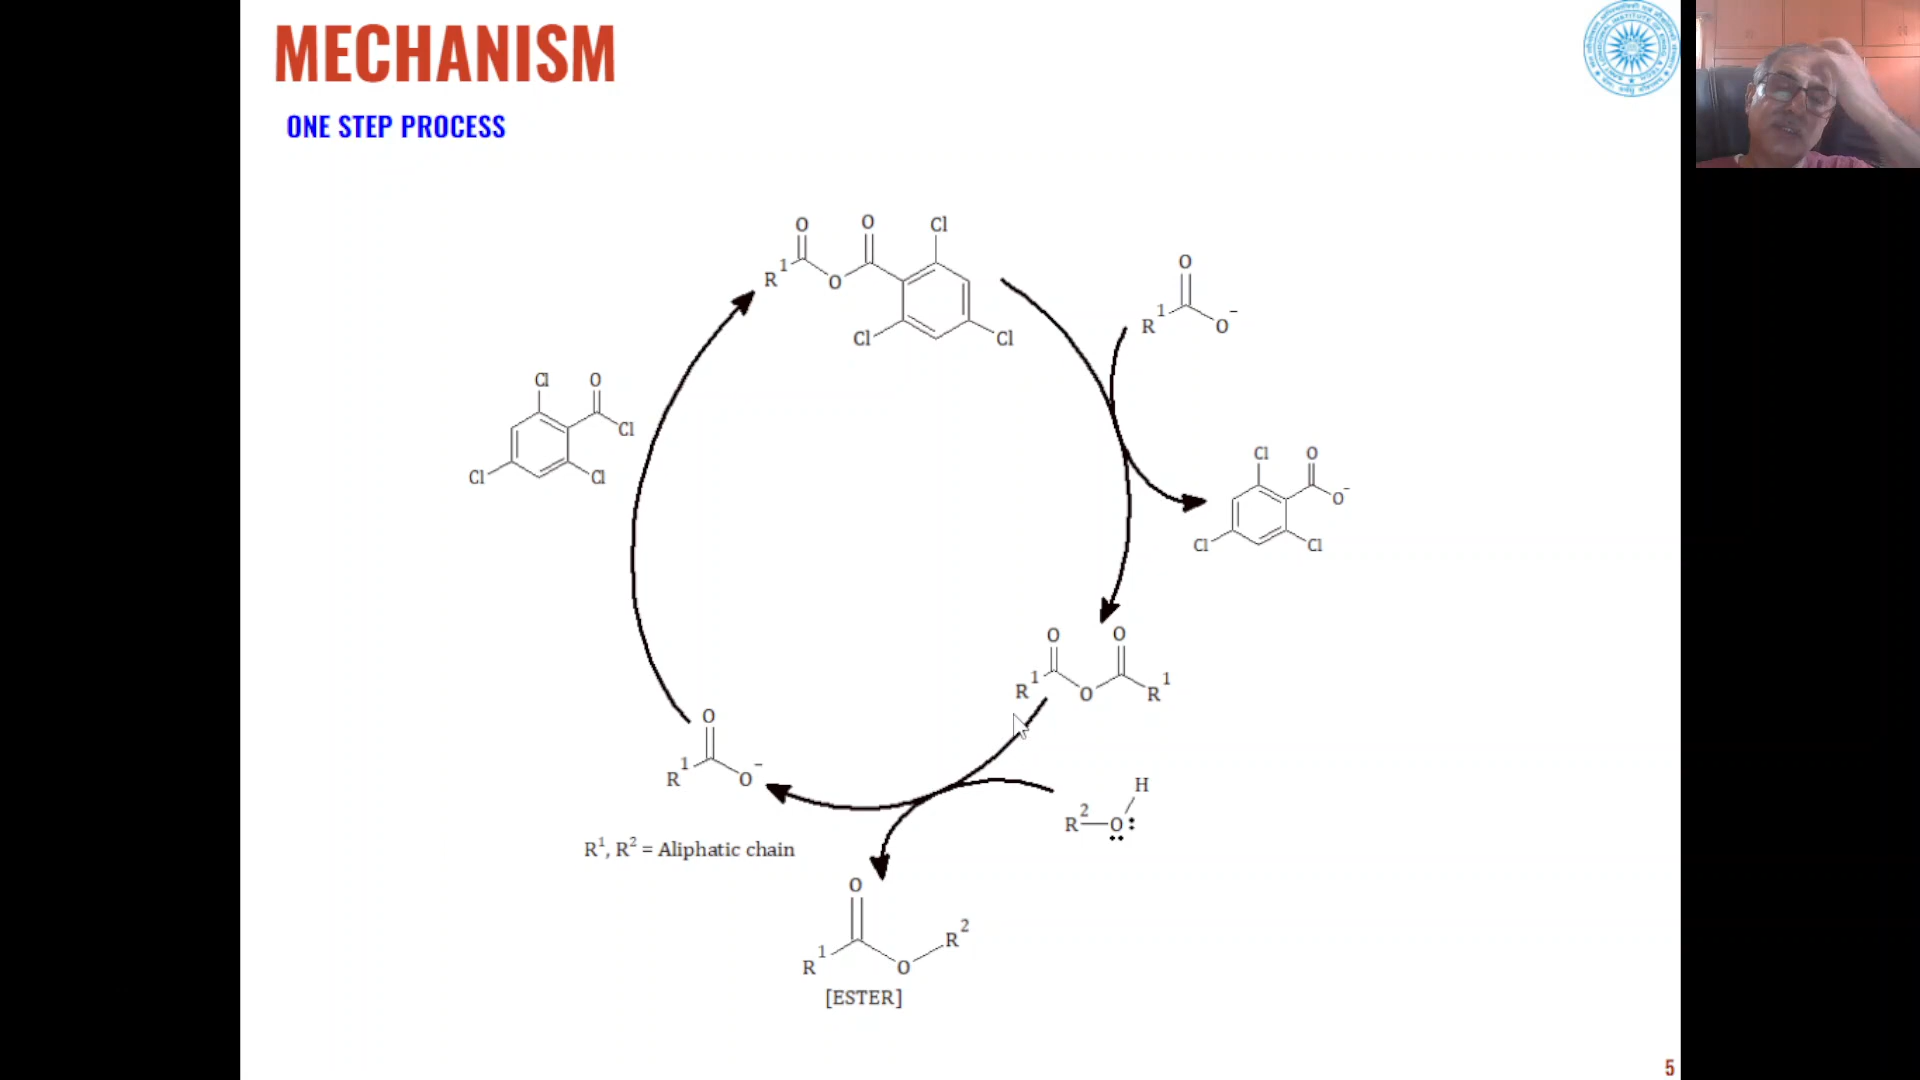 MECHANISM
ONE STEP PROCESS
O O Cl
R¹ O
Cl Cl
O
R¹ O⁻
Cl O
Cl
Cl Cl
Cl O
O⁻
Cl Cl
O O
R¹ O R¹
O
R¹ O⁻
H
R²—O:
R¹, R² = Aliphatic chain
O
R²
R¹ O
[ESTER]
5